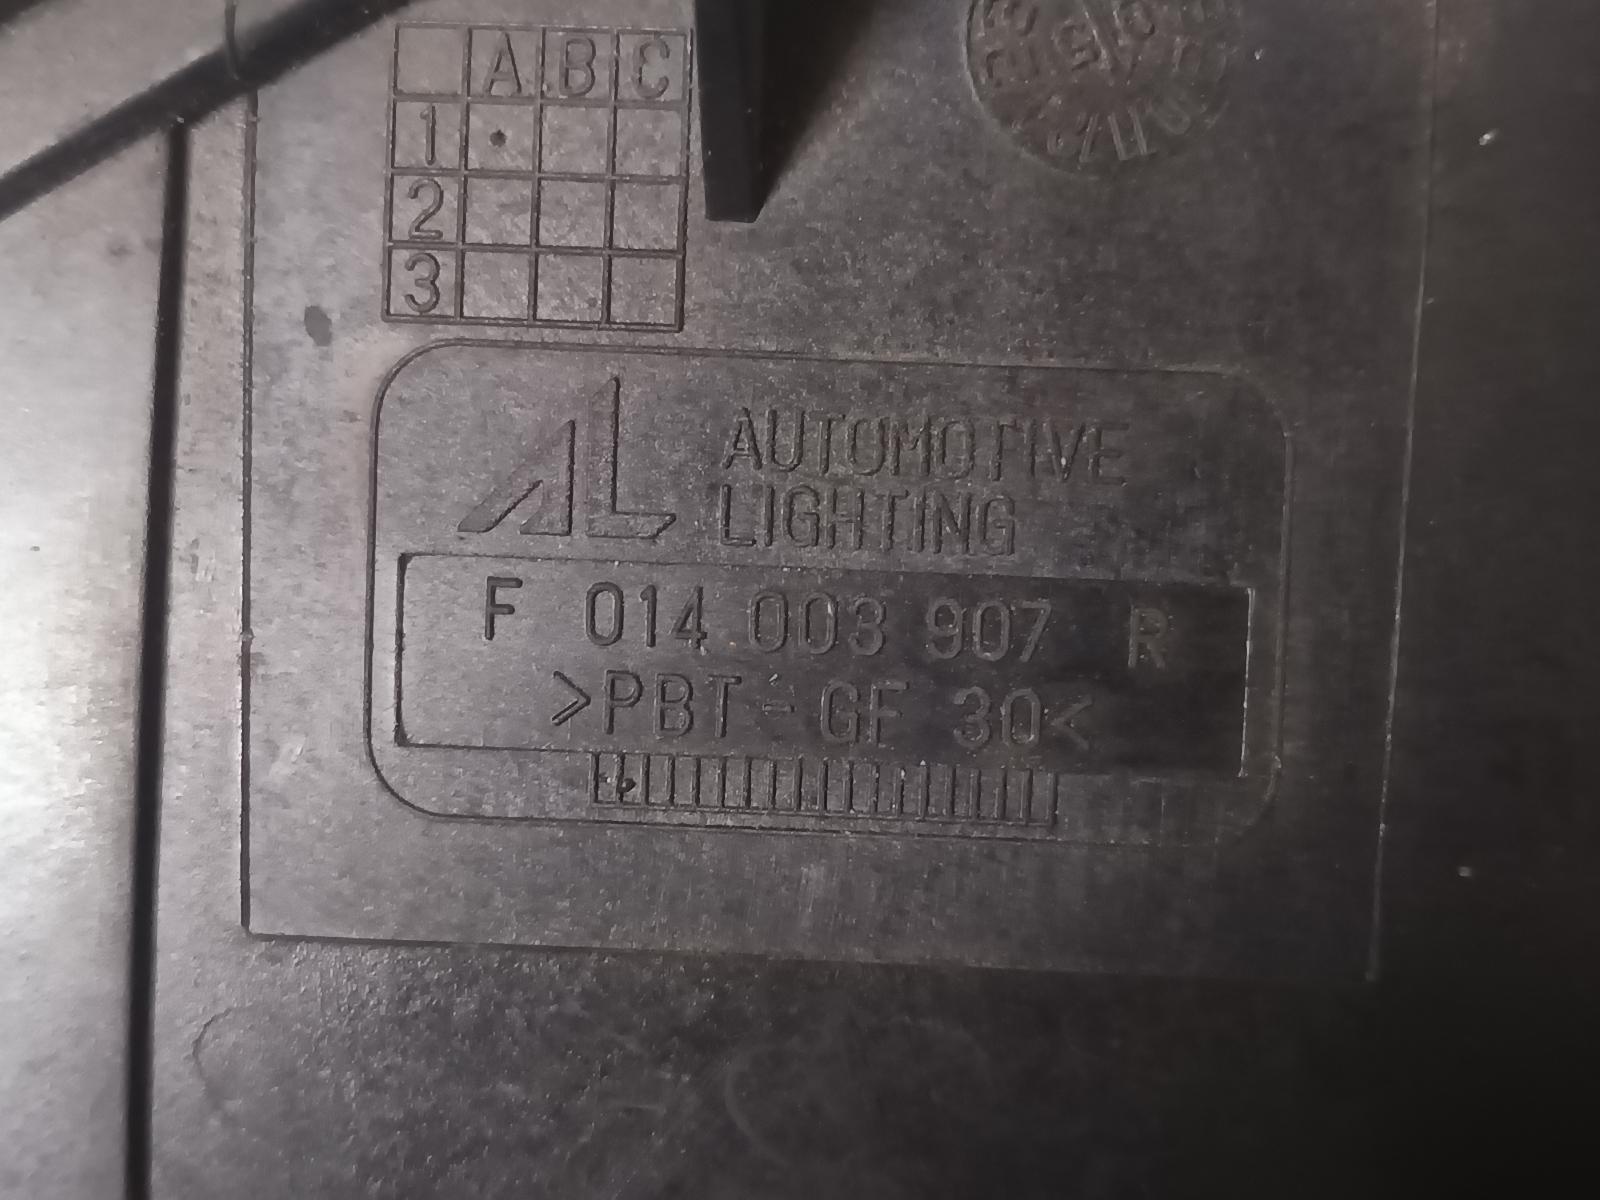 A B C
1
2
3
AL
AUTOMOTIVE
LIGHTING
F 014 003 907 R
>PBT-GF 30<